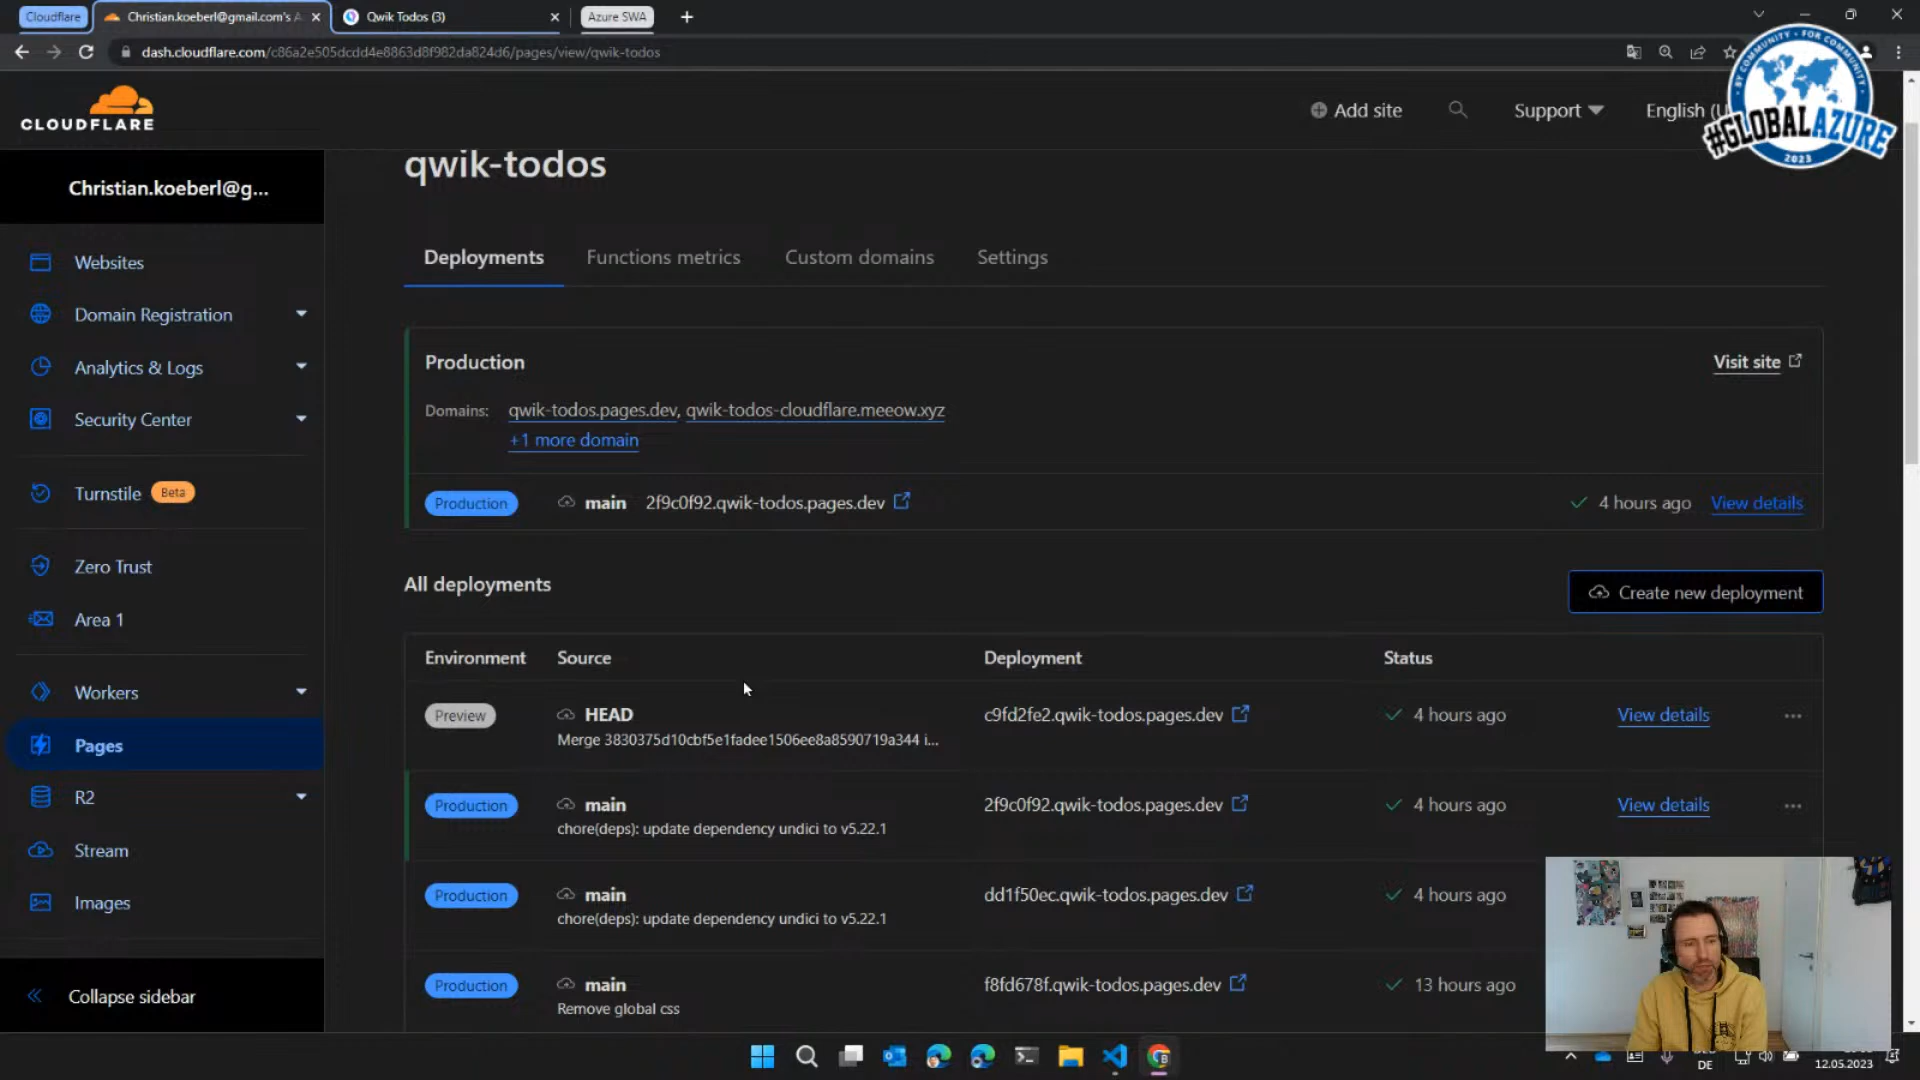 Cloudflare
Christian.koeberl@gmail.com's A
Qwik Todos (3)
Azure SWA
dash.cloudflare.com/c86a2e505dcdd4e8863d8f982da824d6/pages/view/qwik-todos
CLOUDFLARE
Add site
Support
English (U
BY COMMUNITY · FOR COMMUNITY
#GLOBALAZURE
2023
Christian.koeberl@g...
Websites
Domain Registration
Analytics & Logs
Security Center
Turnstile Beta
Zero Trust
Area 1
Workers
Pages
R2
Stream
Images
Collapse sidebar
qwik-todos
Deployments Functions metrics Custom domains Settings
Production
Visit site
Domains: qwik-todos.pages.dev, qwik-todos-cloudflare.meeow.xyz
+1 more domain
Production main 2f9c0f92.qwik-todos.pages.dev 4 hours ago View details
All deployments
Create new deployment
Environment Source Deployment Status
Preview HEAD c9fd2fe2.qwik-todos.pages.dev 4 hours ago View details ...
Merge 3830375d10cbf5e1fadee1506ee8a8590719a344 i...
Production main 2f9c0f92.qwik-todos.pages.dev 4 hours ago View details ...
chore(deps): update dependency undici to v5.22.1
Production main dd1f50ec.qwik-todos.pages.dev 4 hours ago
chore(deps): update dependency undici to v5.22.1
Production main f8fd678f.qwik-todos.pages.dev 13 hours ago
Remove global css
DE
12.05.2023